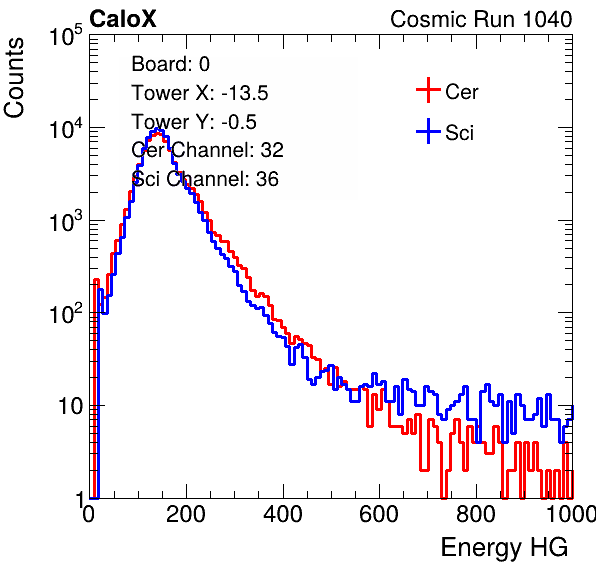 CaloX Cosmic Run 1040
Counts
10^5
10^4
10^3
10^2
10
1
Board: 0
Tower X: -13.5
Tower Y: -0.5
Cer Channel: 32
Sci Channel: 36
Cer
Sci
0 200 400 600 800 1000
Energy HG